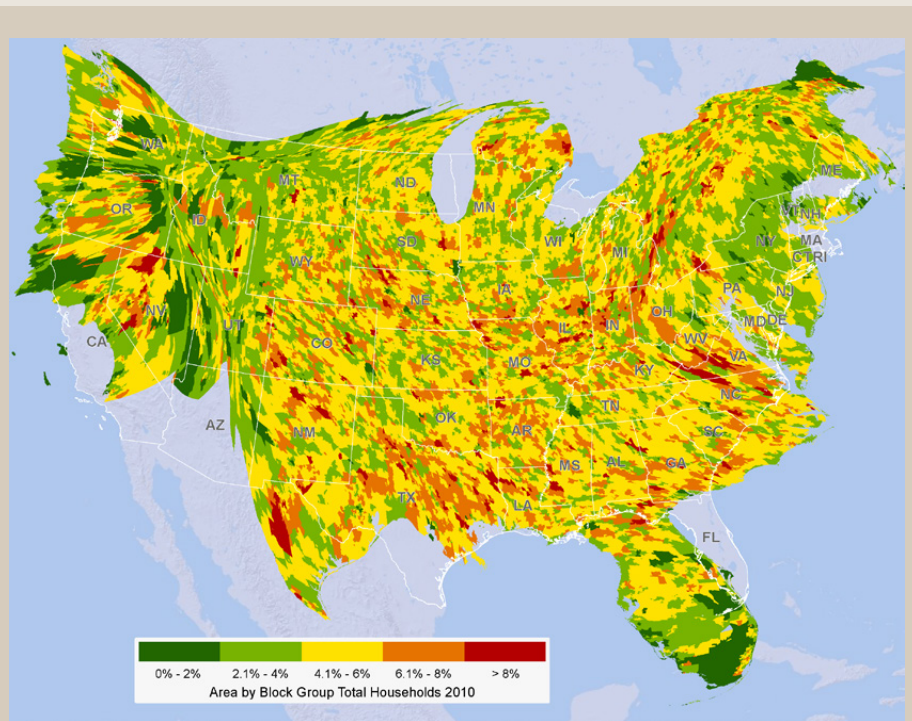 WA
MT
ND
ME
OR
ID
MN
VT
NH
SD
WI
MI
NY
MA
WY
CT
RI
NE
IA
PA
NJ
NV
UT
IL
IN
OH
MD
DE
CA
CO
WV
KS
MO
VA
KY
NC
AZ
NM
OK
AR
TN
SC
MS
AL
GA
TX
LA
FL
0% - 2% 2.1% - 4% 4.1% - 6% 6.1% - 8% > 8%
Area by Block Group Total Households 2010